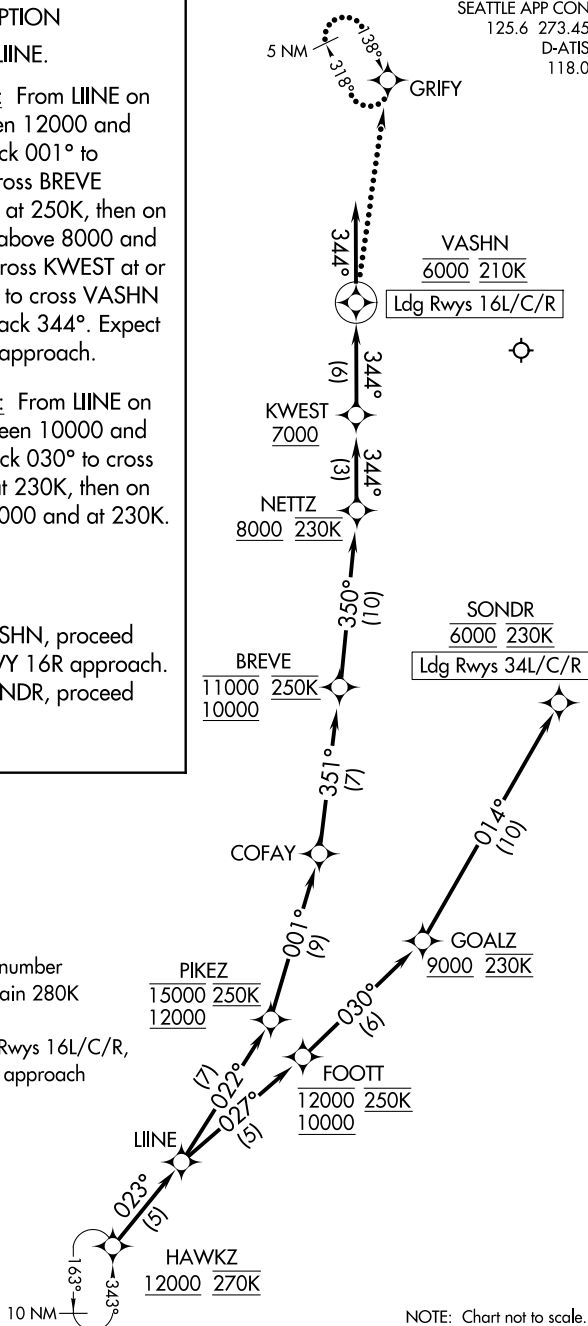 PTION
LIINE.
: From LIINE on
en 12000 and
ck 001° to
ross BREVE
at 250K, then on
above 8000 and
ross KWEST at or
to cross VASHN
ack 344°. Expect
approach.
: From LIINE on
een 10000 and
ck 030° to cross
at 230K, then on
000 and at 230K.
SHN, proceed
VY 16R approach.
NDR, proceed
SEATTLE APP CON
125.6 273.45
D-ATIS
118.0
5 NM
138°
318°
GRIFY
344°
VASHN
6000 210K
Ldg Rwys 16L/C/R
344°
(6)
KWEST
7000
344°
(3)
NETTZ
8000 230K
350°
(10)
SONDR
6000 230K
Ldg Rwys 34L/C/R
BREVE
11000 250K
10000
351°
(7)
014°
(10)
COFAY
GOALZ
9000 230K
number
ain 280K
Rwys 16L/C/R,
approach
001°
(9)
PIKEZ
15000 250K
12000
030°
(6)
FOOTT
12000 250K
10000
(7)
022°
027°
(5)
LIINE
023°
(5)
HAWKZ
12000 270K
163°
343°
10 NM
NOTE: Chart not to scale.